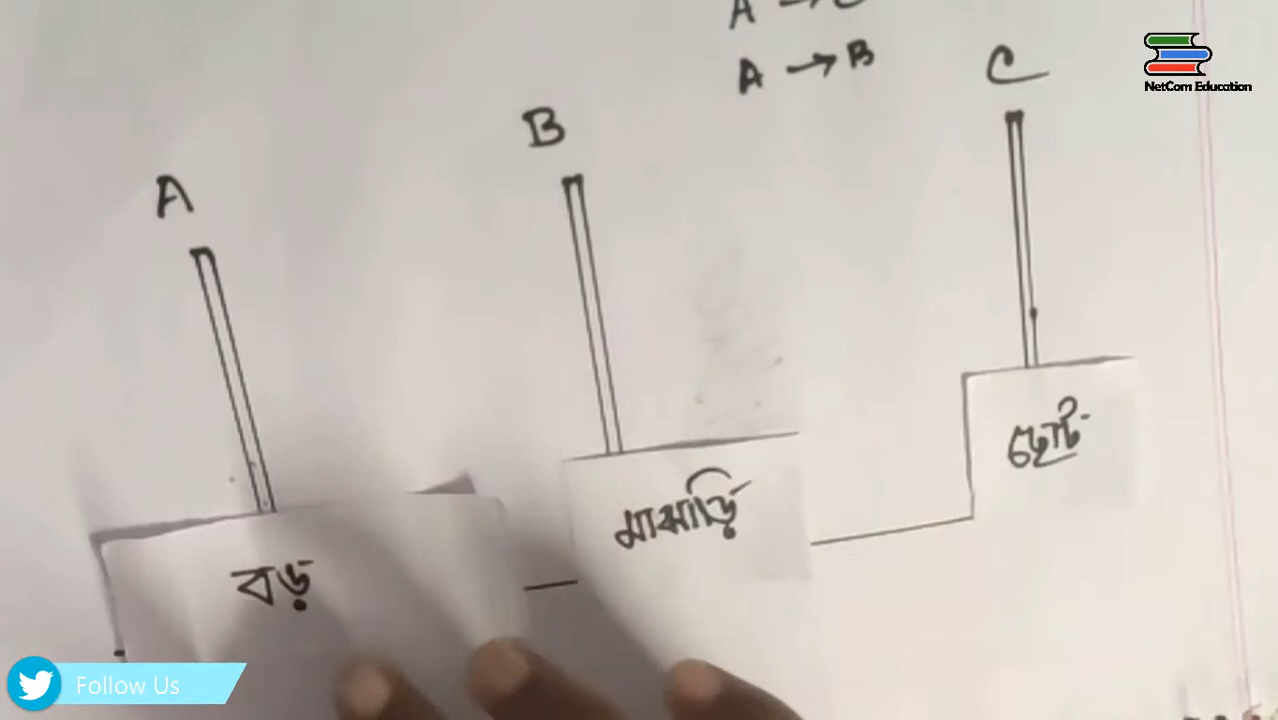 A → C
A → B
C
B
A
NetCom Education
ছোট
মাঝাড়ি
বড়
Follow Us